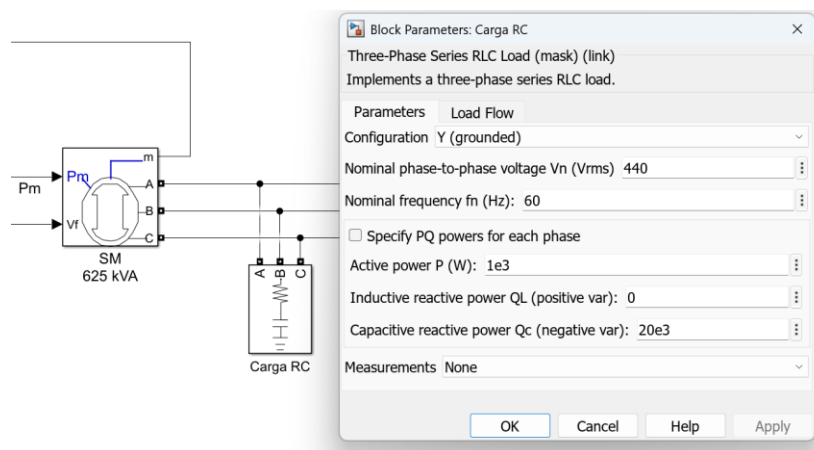 Pm
Pm
Vf
m
A
B
C
SM
625 kVA
A
B
C
Carga RC
Block Parameters: Carga RC
Three-Phase Series RLC Load (mask) (link)
Implements a three-phase series RLC load.
Parameters Load Flow
Configuration Y (grounded)
Nominal phase-to-phase voltage Vn (Vrms) 440
Nominal frequency fn (Hz): 60
Specify PQ powers for each phase
Active power P (W): 1e3
Inductive reactive power QL (positive var): 0
Capacitive reactive power Qc (negative var): 20e3
Measurements None
OK Cancel Help Apply